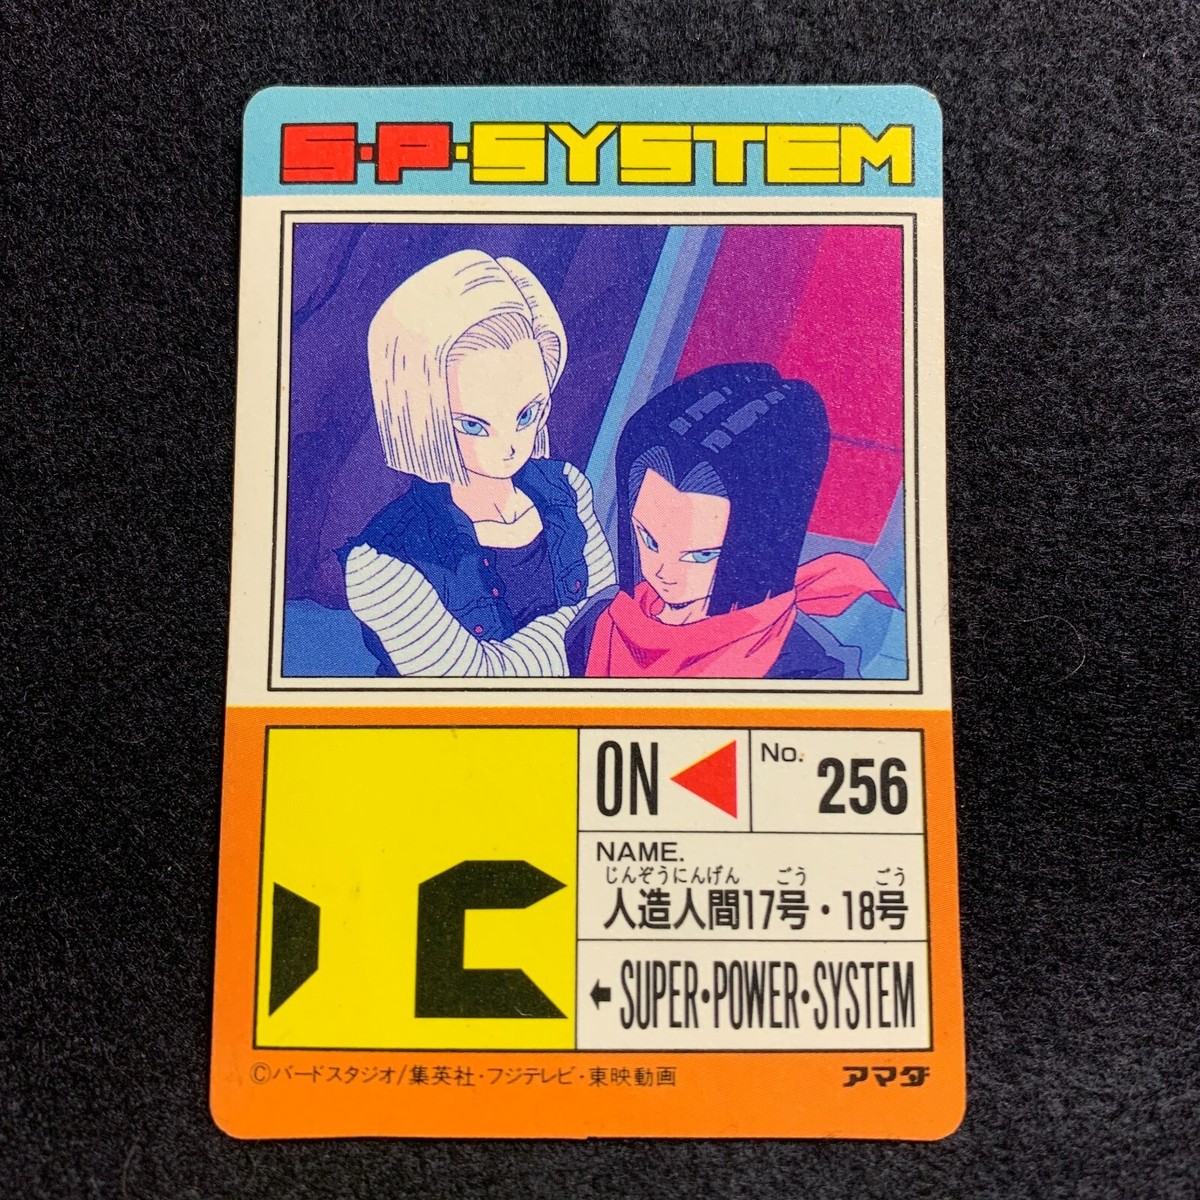 S·P·SYSTEM
ON
No. 256
NAME.
じんぞうにんげん ごう ごう
人造人間17号・18号
←SUPER・POWER・SYSTEM
©バードスタジオ/集英社・フジテレビ・東映動画
アマダ